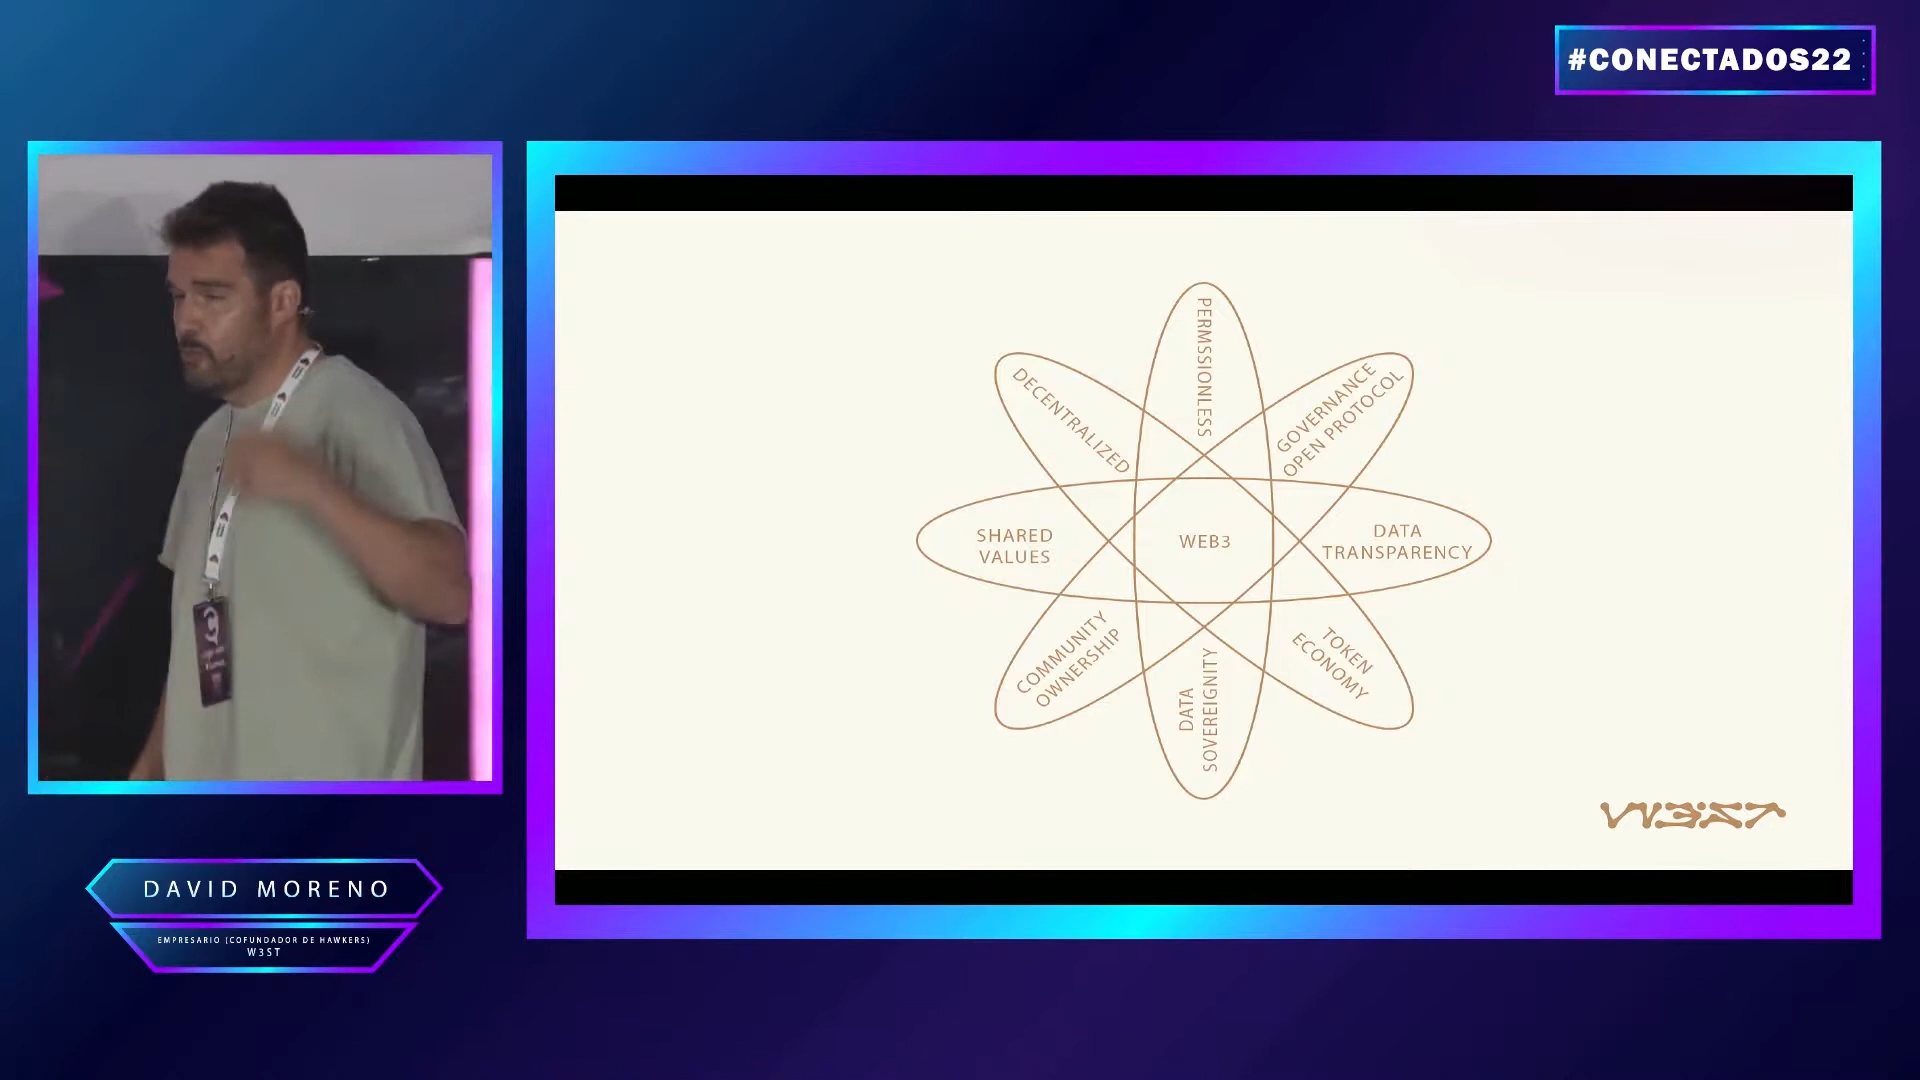 #CONECTADOS22
PERMSSIONLESS
DECENTRALIZED
GOVERNANCE
OPEN PROTOCOL
SHARED
VALUES
WEB3
DATA
TRANSPARENCY
COMMUNITY
OWNERSHIP
DATA
SOVEREIGNITY
TOKEN
ECONOMY
W3ST
DAVID MORENO
EMPRESARIO (COFUNDADOR DE HAWKERS)
W3ST